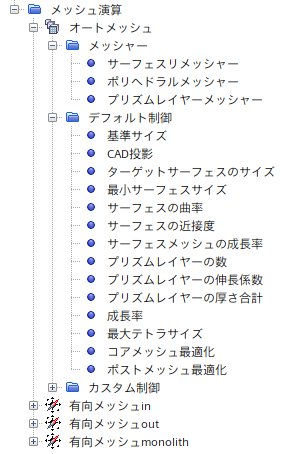 メッシュ演算
オートメッシュ
メッシャー
サーフェスリメッシャー
ポリヘドラルメッシャー
プリズムレイヤーメッシャー
デフォルト制御
基準サイズ
CAD投影
ターゲットサーフェスのサイズ
最小サーフェスサイズ
サーフェスの曲率
サーフェスの近接度
サーフェスメッシュの成長率
プリズムレイヤーの数
プリズムレイヤーの伸長係数
プリズムレイヤーの厚さ合計
成長率
最大テトラサイズ
コアメッシュ最適化
ポストメッシュ最適化
カスタム制御
有向メッシュin
有向メッシュout
有向メッシュmonolith